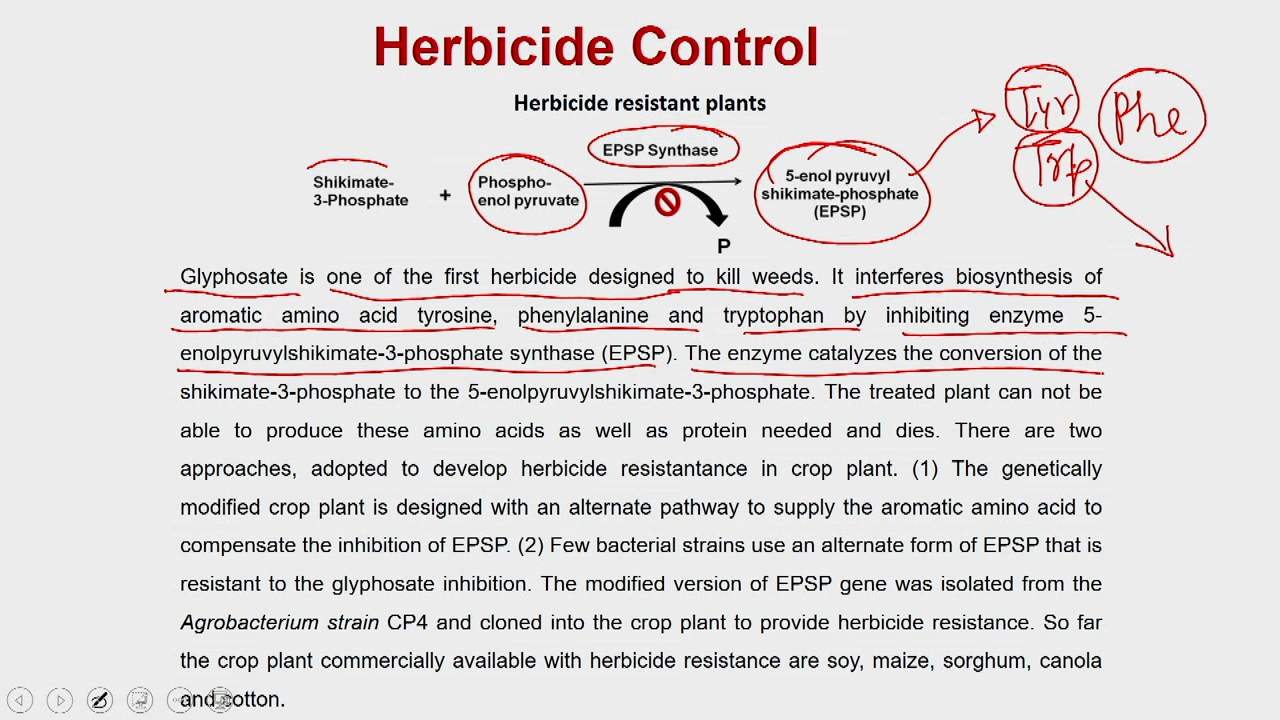 Herbicide Control
Herbicide resistant plants
Tyr
Phe
Trp
EPSP Synthase
Shikimate-
3-Phosphate
+
Phospho-
enol pyruvate
5-enol pyruvyl
shikimate-phosphate
(EPSP)
P
Glyphosate is one of the first herbicide designed to kill weeds. It interferes biosynthesis of
aromatic amino acid tyrosine, phenylalanine and tryptophan by inhibiting enzyme 5-
enolpyruvylshikimate-3-phosphate synthase (EPSP). The enzyme catalyzes the conversion of the
shikimate-3-phosphate to the 5-enolpyruvylshikimate-3-phosphate. The treated plant can not be
able to produce these amino acids as well as protein needed and dies. There are two
approaches, adopted to develop herbicide resistantance in crop plant. (1) The genetically
modified crop plant is designed with an alternate pathway to supply the aromatic amino acid to
compensate the inhibition of EPSP. (2) Few bacterial strains use an alternate form of EPSP that is
resistant to the glyphosate inhibition. The modified version of EPSP gene was isolated from the
Agrobacterium strain CP4 and cloned into the crop plant to provide herbicide resistance. So far
the crop plant commercially available with herbicide resistance are soy, maize, sorghum, canola
and cotton.